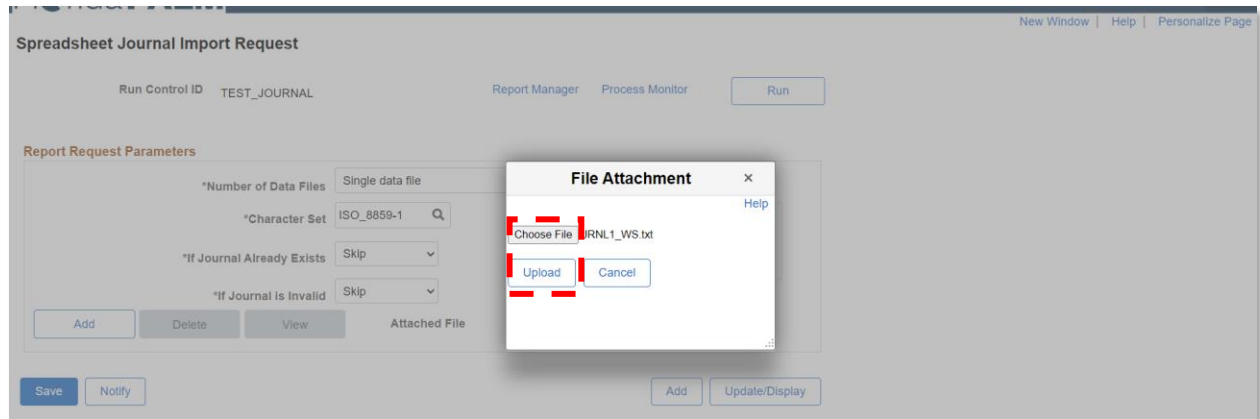 New Window | Help | Personalize Page
Spreadsheet Journal Import Request
Run Control ID TEST_JOURNAL Report Manager Process Monitor Run
Report Request Parameters
*Number of Data Files Single data file
*Character Set ISO_8859-1
*If Journal Already Exists Skip
*If Journal is Invalid Skip
Add Delete View Attached File
File Attachment ×
Help
Choose File JRNL1_WS.txt
Upload Cancel
Save Notify Add Update/Display